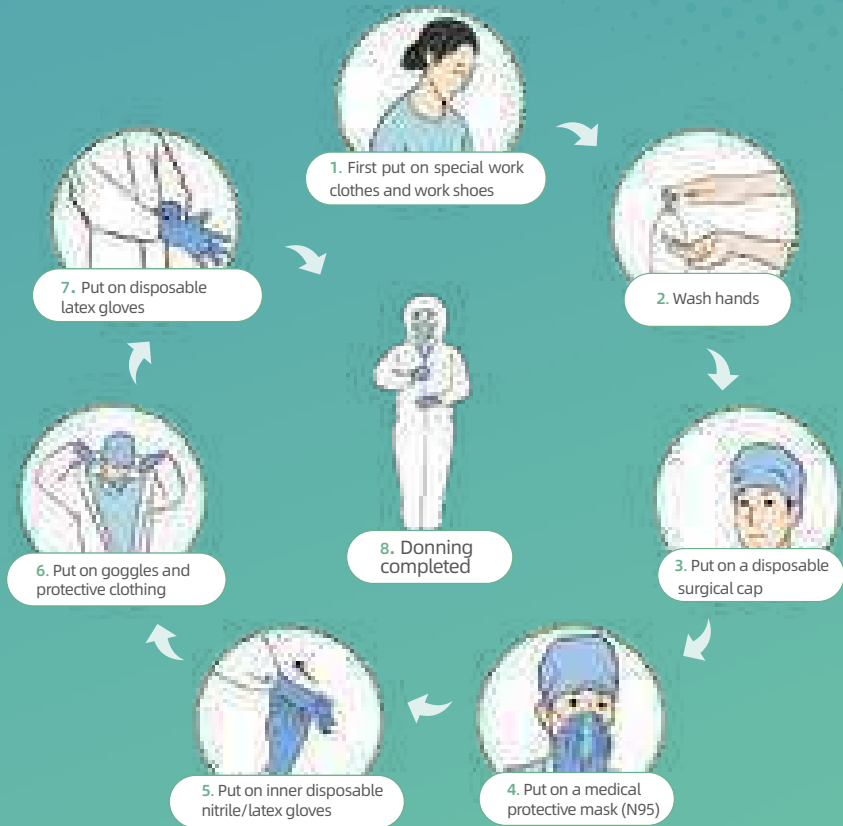 1. First put on special work
clothes and work shoes
2. Wash hands
3. Put on a disposable
surgical cap
4. Put on a medical
protective mask (N95)
5. Put on inner disposable
nitrile/latex gloves
6. Put on goggles and
protective clothing
7. Put on disposable
latex gloves
8. Donning
completed